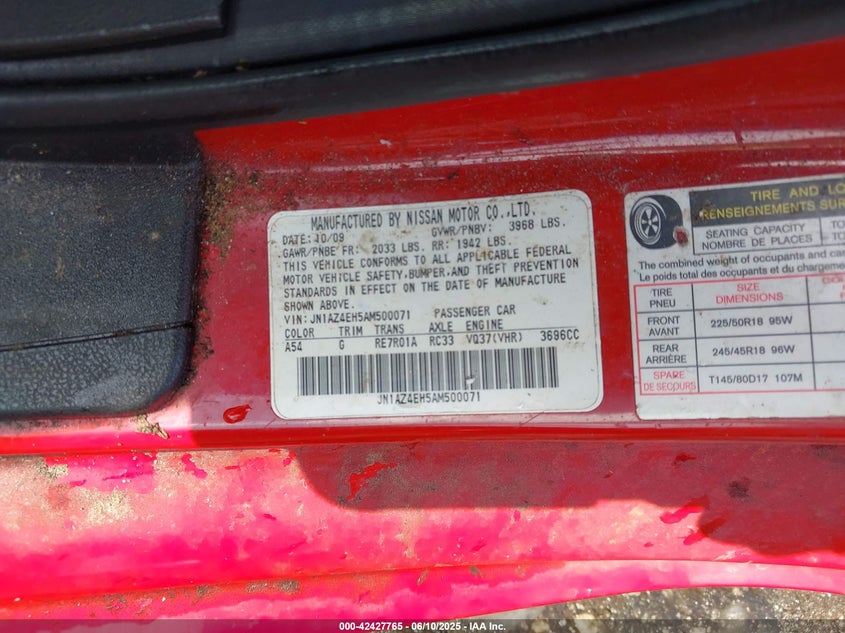 MANUFACTURED BY NISSAN MOTOR CO.,LTD.
DATE: 10/09 GVWR/PNBV: 3968 LBS.
GAWR/PNBE FR: 2033 LBS. RR: 1942 LBS.
THIS VEHICLE CONFORMS TO ALL APPLICABLE FEDERAL
MOTOR VEHICLE SAFETY,BUMPER,AND THEFT PREVENTION
STANDARDS IN EFFECT ON THE DATE OF MANUFACTURE
SHOWN ABOVE.
VIN: JN1AZ4EH5AM500071 PASSENGER CAR
COLOR TRIM TRANS AXLE ENGINE
A54 G RE7R01A RC33 VQ37(VHR) 3696CC
JN1AZ4EH5AM500071
TIRE AND
RENSEIGNEMENTS SUR
SEATING CAPACITY
NOMBRE DE PLACES
The combined weight of occupants and
Le poids total des occupants et du chargement
TIRE SIZE
PNEU DIMENSIONS
FRONT
AVANT 225/50R18 95W
REAR
ARRIÈRE 245/45R18 96W
SPARE
DE SECOURS T145/80D17 107M
000-42427765 - 06/10/2025 - IAA Inc.